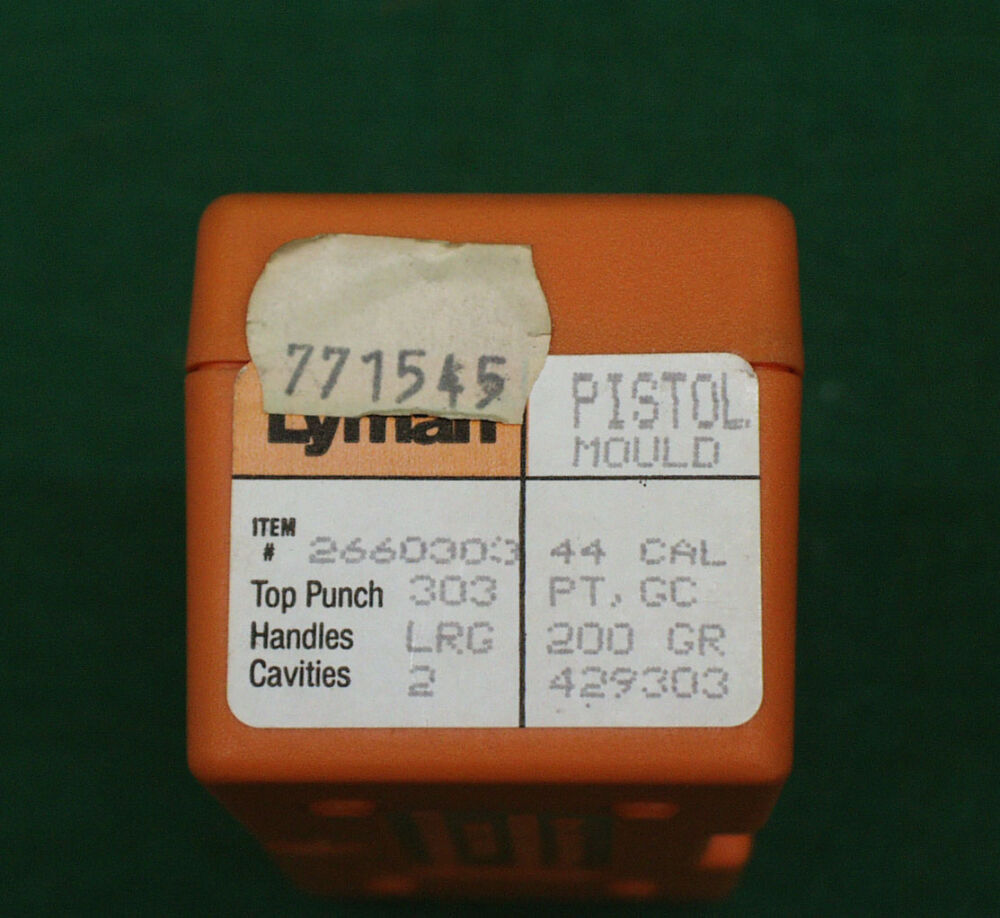 771545
Lyman
PISTOL
MOULD
ITEM
# 2660303
Top Punch 303
Handles LRG
Cavities 2
44 CAL
PT. GC
200 GR
429303